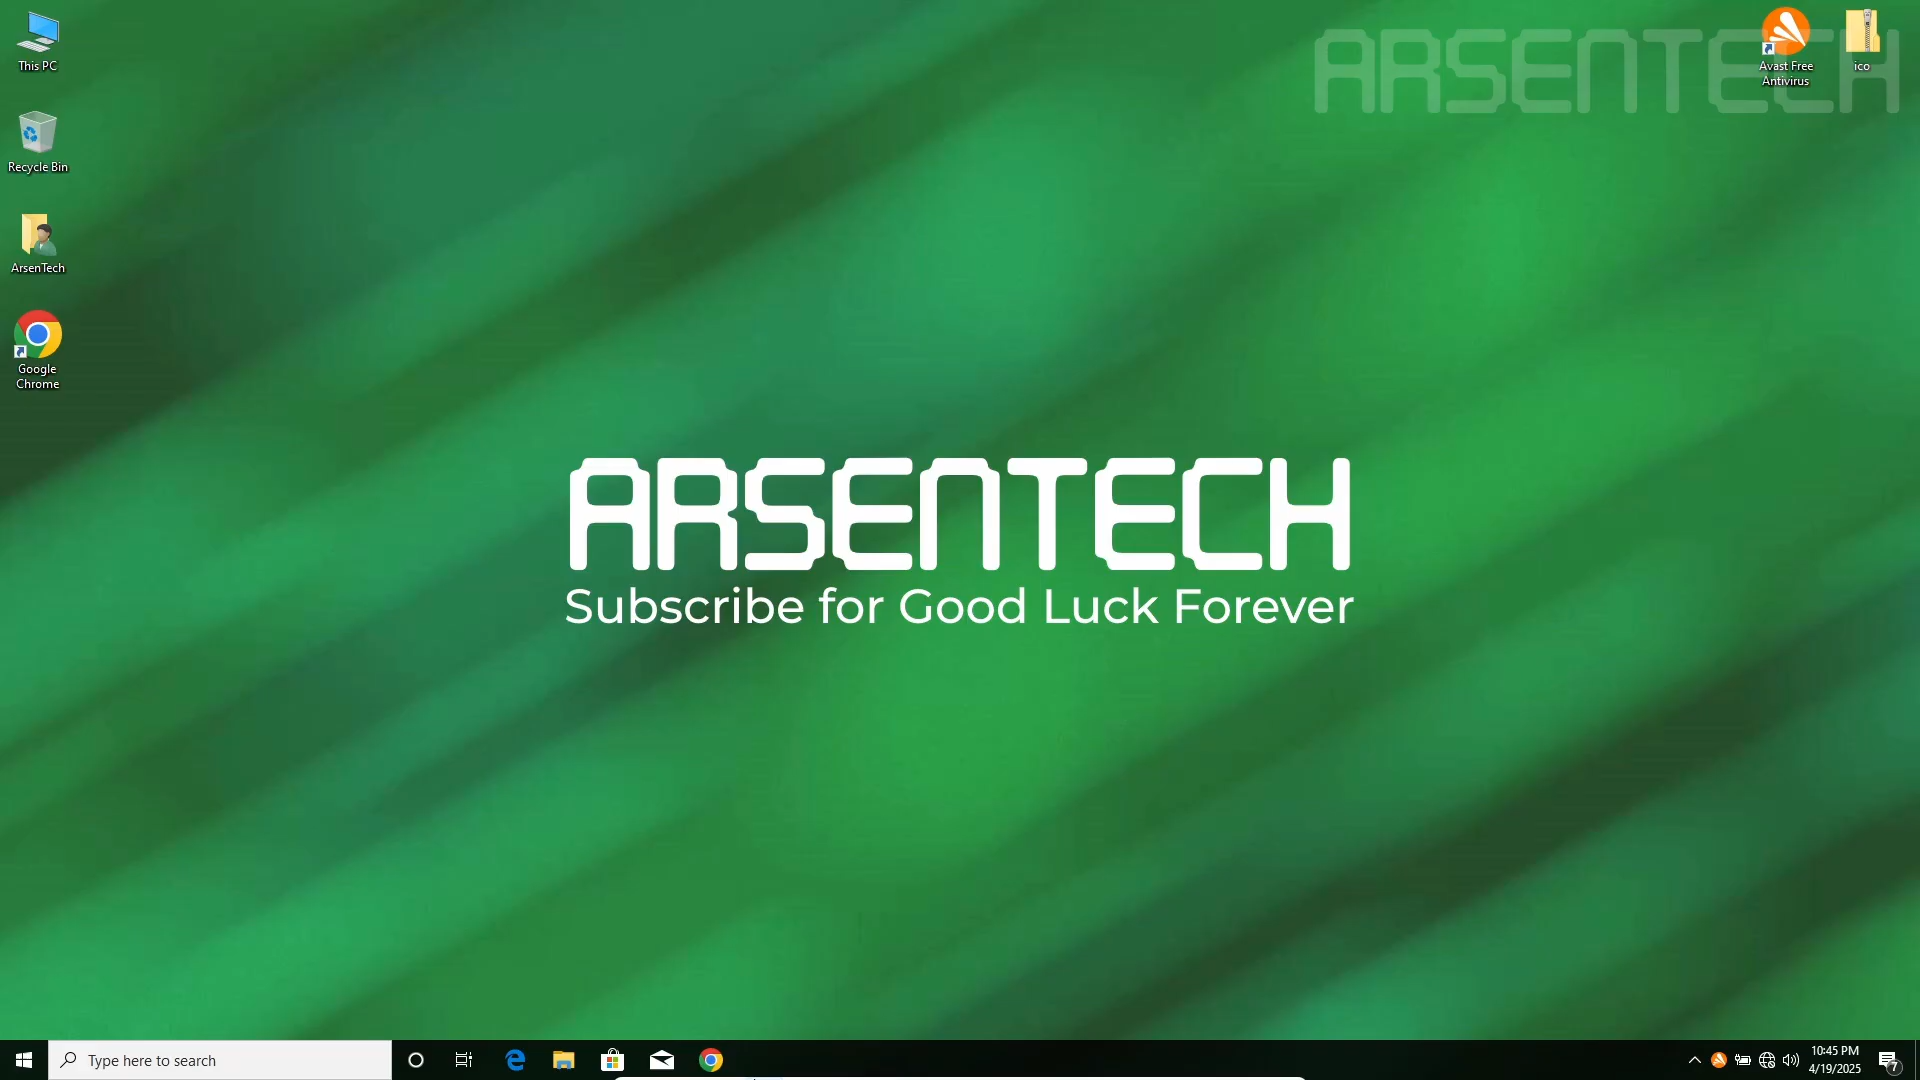 This PC
Recycle Bin
ArsenTech
Google
Chrome
ARSENTECH
Avast Free
Antivirus
ico
ARSENTECH
Subscribe for Good Luck Forever
Type here to search
10:45 PM
4/19/2025
7